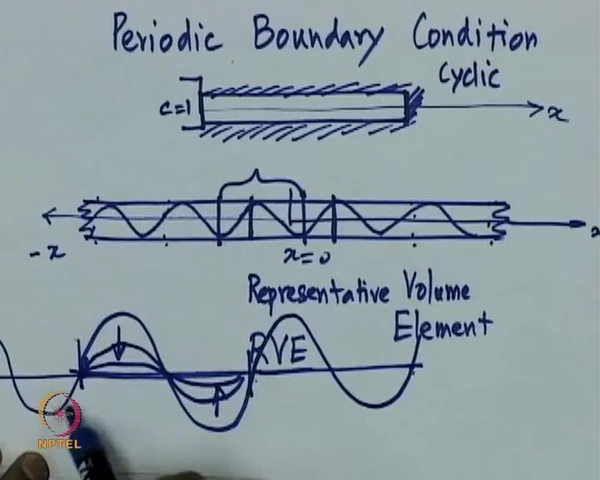 Periodic Boundary Condition
Cyclic
c=1
x
-x
x=0
x
Representative Volume
Element
RVE
NPTEL